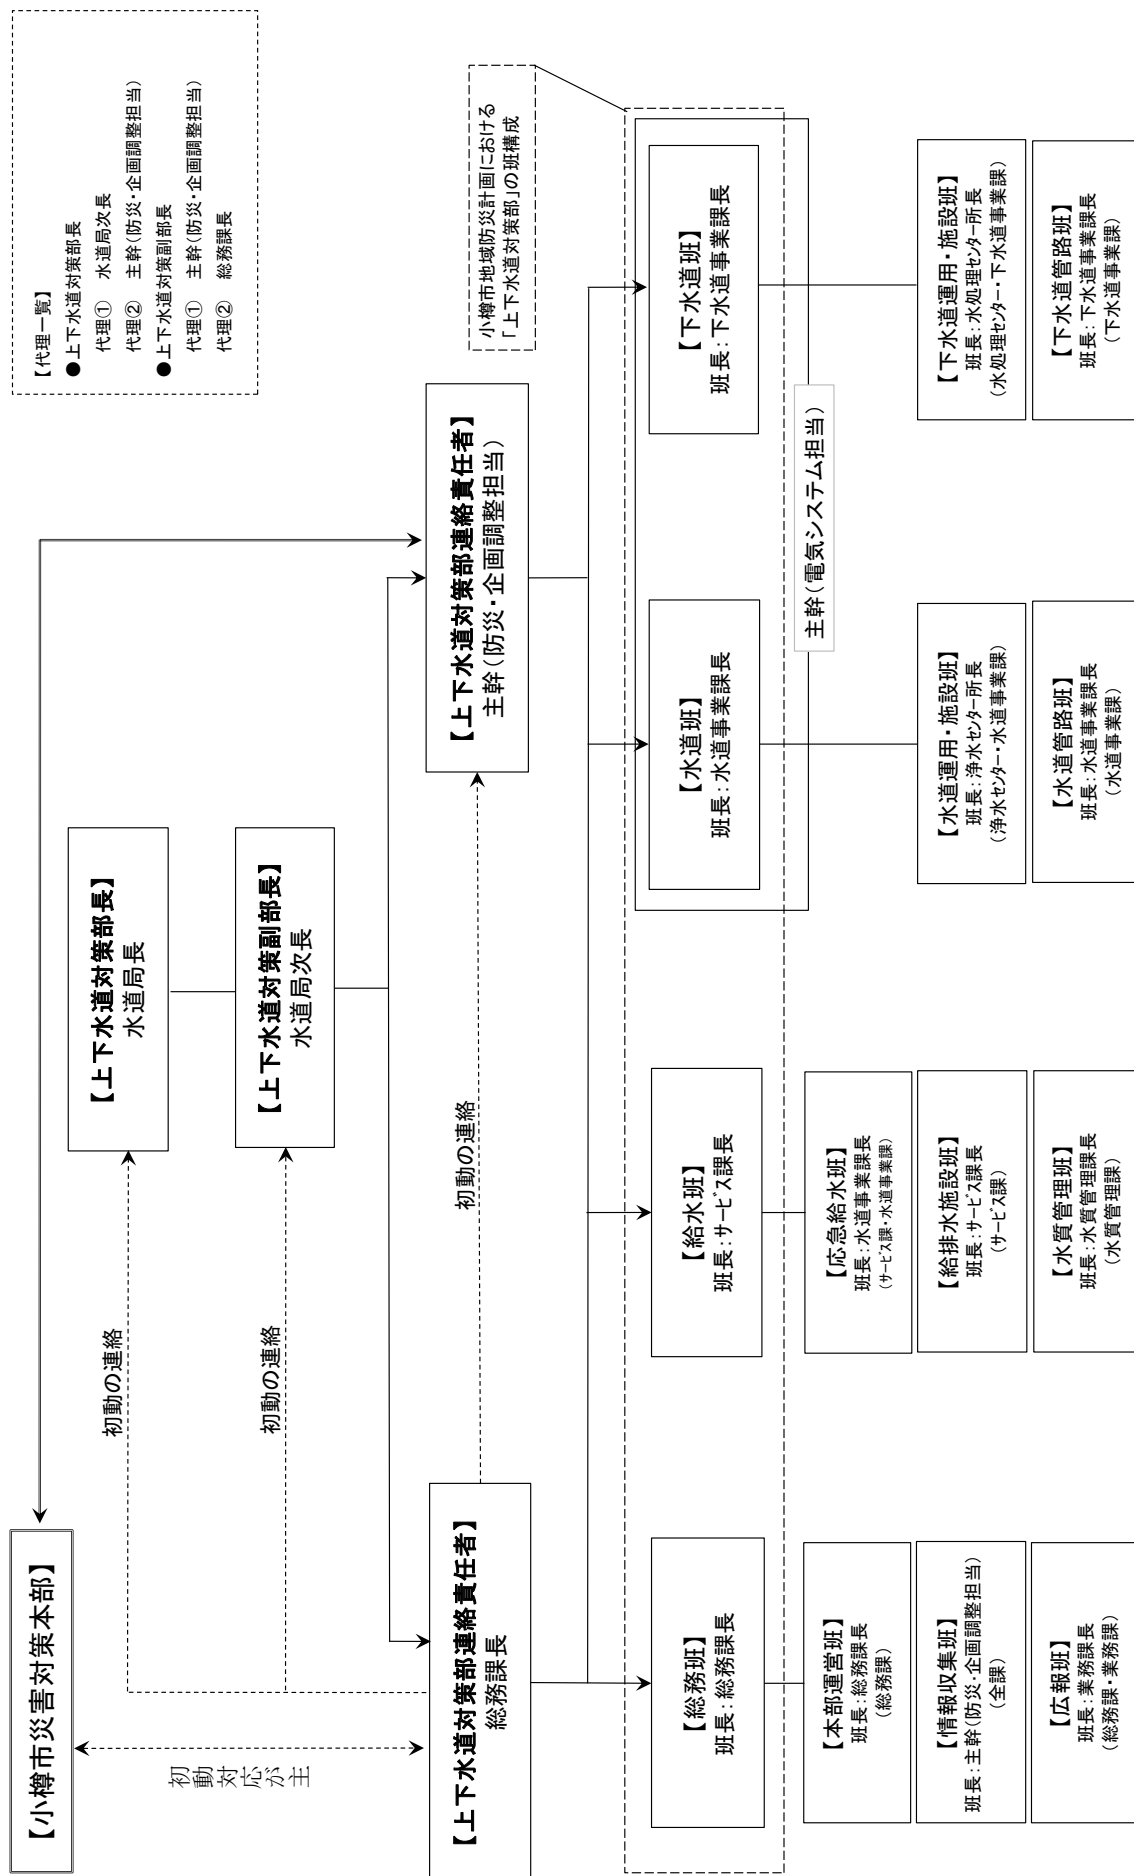 【小樽市災害対策本部】
初動対応が主
初動の連絡
初動の連絡
初動の連絡
【上下水道対策部長】
水道局長
【上下水道対策副部長】
水道局次長
【代理一覧】
●上下水道対策部長
代理① 水道局次長
代理② 主幹(防災・企画調整担当)
●上下水道対策副部長
代理① 主幹(防災・企画調整担当)
代理② 総務課長
【上下水道対策部連絡責任者】
総務課長
【上下水道対策部連絡責任者】
主幹(防災・企画調整担当)
小樽市地域防災計画における
「上下水道対策部」の班構成
【総務班】
班長:総務課長
【給水班】
班長:サービス課長
【水道班】
班長:水道事業課長
【下水道班】
班長:下水道事業課長
主幹(電気システム担当)
【本部運営班】
班長:総務課長
(総務課)
【情報収集班】
班長:主幹(防災・企画調整担当)
(全課)
【広報班】
班長:業務課長
(総務課・業務課)
【応急給水班】
班長:水道事業課長
(サービス課・水道事業課)
【給排水施設班】
班長:サービス課長
(サービス課)
【水質管理班】
班長:水質管理課長
(水質管理課)
【水道運用・施設班】
班長:浄水センター所長
(浄水センター・水道事業課)
【水道管路班】
班長:水道事業課長
(水道事業課)
【下水道運用・施設班】
班長:水処理センター所長
(水処理センター・下水道事業課)
【下水道管路班】
班長:下水道事業課長
(下水道事業課)